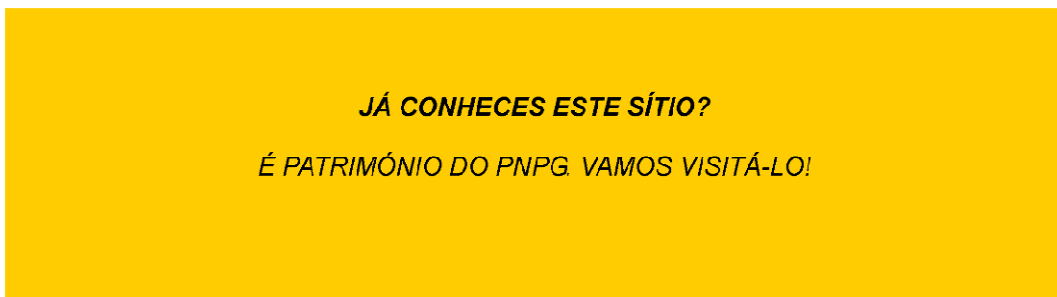 JÁ CONHECES ESTE SÍTIO?
É PATRIMÓNIO DO PNPG. VAMOS VISITÁ-LO!